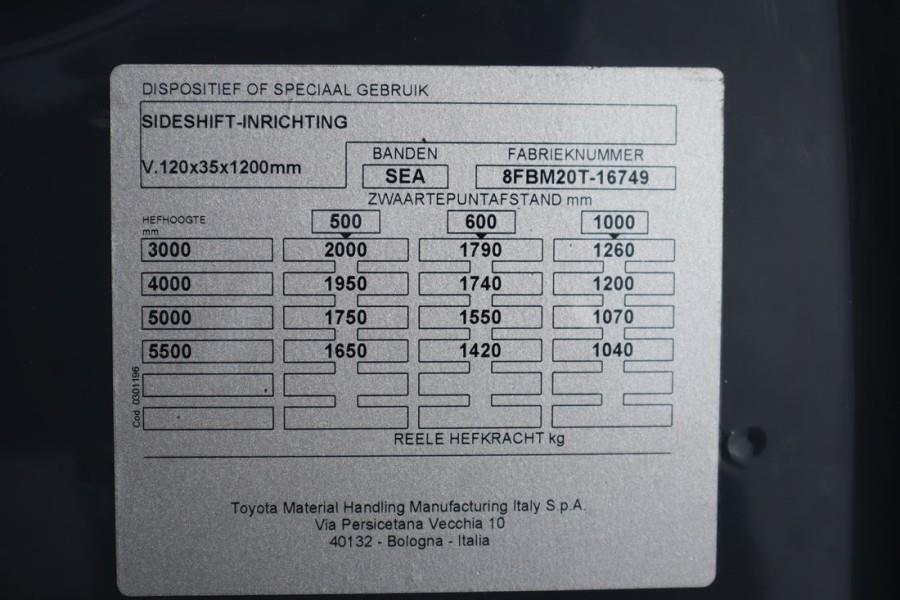 DISPOSITIEF OF SPECIAAL GEBRUIK
SIDESHIFT-INRICHTING
V.120x35x1200mm
BANDEN FABRIEKNUMMER
SEA 8FBM20T-16749
ZWAARTEPUNTAFSTAND mm
HEFHOOGTE 500 600 1000
mm
3000 2000 1790 1260
4000 1950 1740 1200
5000 1750 1550 1070
5500 1650 1420 1040
Cod 0301196
REELE HEFKRACHT kg
Toyota Material Handling Manufacturing Italy S.p.A.
Via Persicetana Vecchia 10
40132 - Bologna - Italia